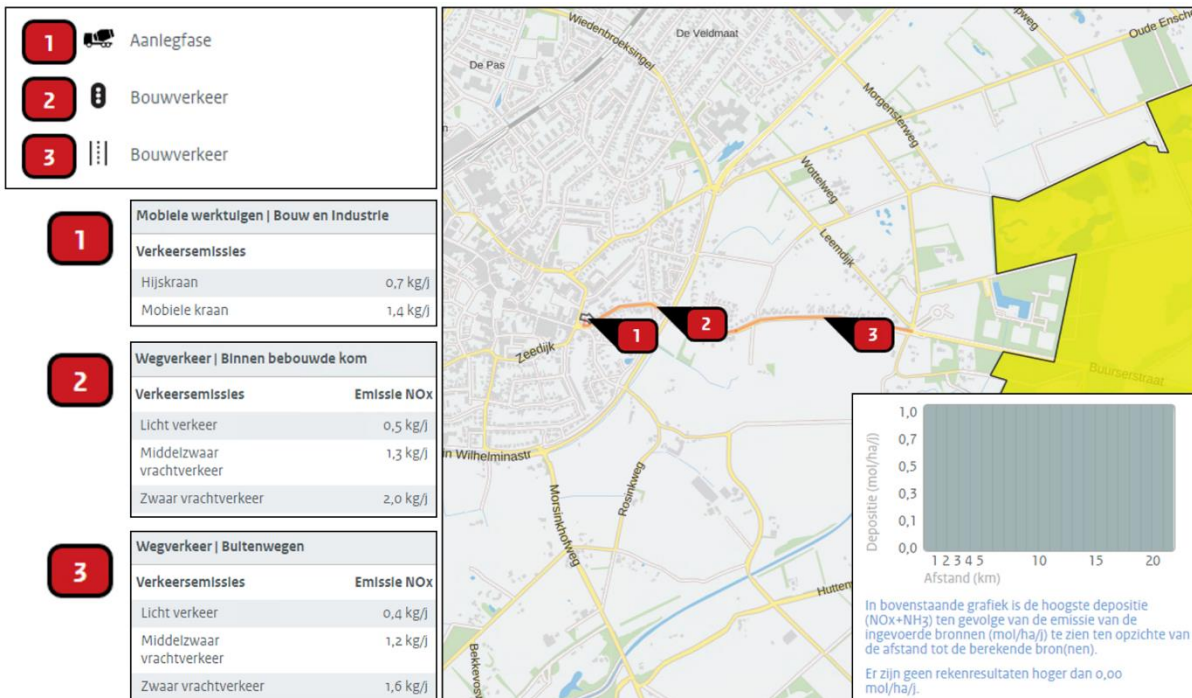 1 Aanlegfase
2 Bouwverkeer
3 Bouwverkeer
1
Mobiele werktuigen | Bouw en Industrie
Verkeersemissies
Hijskraan 0,7 kg/j
Mobiele kraan 1,4 kg/j
2
Wegverkeer | Binnen bebouwde kom
Verkeersemissies Emissie NOx
Licht verkeer 0,5 kg/j
Middelzwaar 1,3 kg/j
vrachtverkeer
Zwaar vrachtverkeer 2,0 kg/j
3
Wegverkeer | Buitenwegen
Verkeersemissies Emissie NOx
Licht verkeer 0,4 kg/j
Middelzwaar 1,2 kg/j
vrachtverkeer
Zwaar vrachtverkeer 1,6 kg/j
Wiedenbroeksingel
De Veldmaat
Oude Ensch
De Pas
Morgensterweg
Wottelweg
Leemdijk
1
2
3
Zeedijk
Buurserstraat
n Wilhelminastr
Rosinkweg
Morsinkhofweg
Bekkevos
Hutten
Depositie (mol/ha/j)
1,0
0,7
0,5
0,3
0,1
0,0
1 2 3 4 5 10 15 20
Afstand (km)
In bovenstaande grafiek is de hoogste depositie
(NOx+NH3) ten gevolge van de emissie van de
ingevoerde bronnen (mol/ha/j) te zien ten opzichte van
de afstand tot de berekende bron(nen).
Er zijn geen rekenresultaten hoger dan 0,00
mol/ha/j.